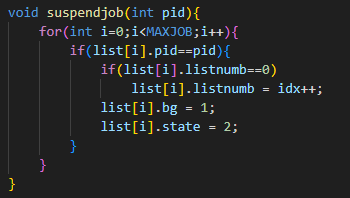 void suspendjob(int pid){
    for(int i=0;i<MAXJOB;i++){
        if(list[i].pid==pid){
            if(list[i].listnumb==0)
                list[i].listnumb = idx++;
            list[i].bg = 1;
            list[i].state = 2;
        }
    }
}